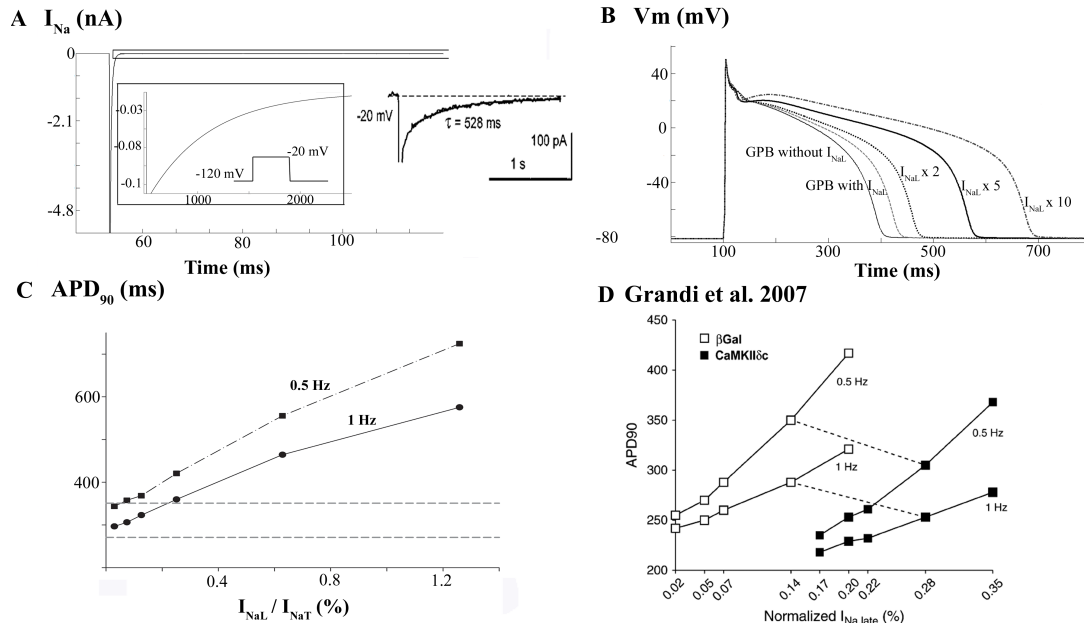 A I_Na (nA)
0
-2.1
-4.8
60 80 100
Time (ms)
-0.03
-0.08
-0.1
1000 2000
-120 mV
-20 mV
-20 mV
τ = 528 ms
100 pA
1 s
B Vm (mV)
40
0
-40
-80
100 300 500 700
Time (ms)
GPB without I_NaL
GPB with I_NaL
I_NaL x 2
I_NaL x 5
I_NaL x 10
C APD_90 (ms)
600
400
0.4 0.8 1.2
I_NaL / I_NaT (%)
0.5 Hz
1 Hz
D Grandi et al. 2007
450
400
350
300
250
200
APD90
βGal
CaMKIIδc
0.5 Hz
1 Hz
0.5 Hz
1 Hz
0.02 0.05 0.07 0.14 0.17 0.20 0.22 0.28 0.35
Normalized I_Na late (%)